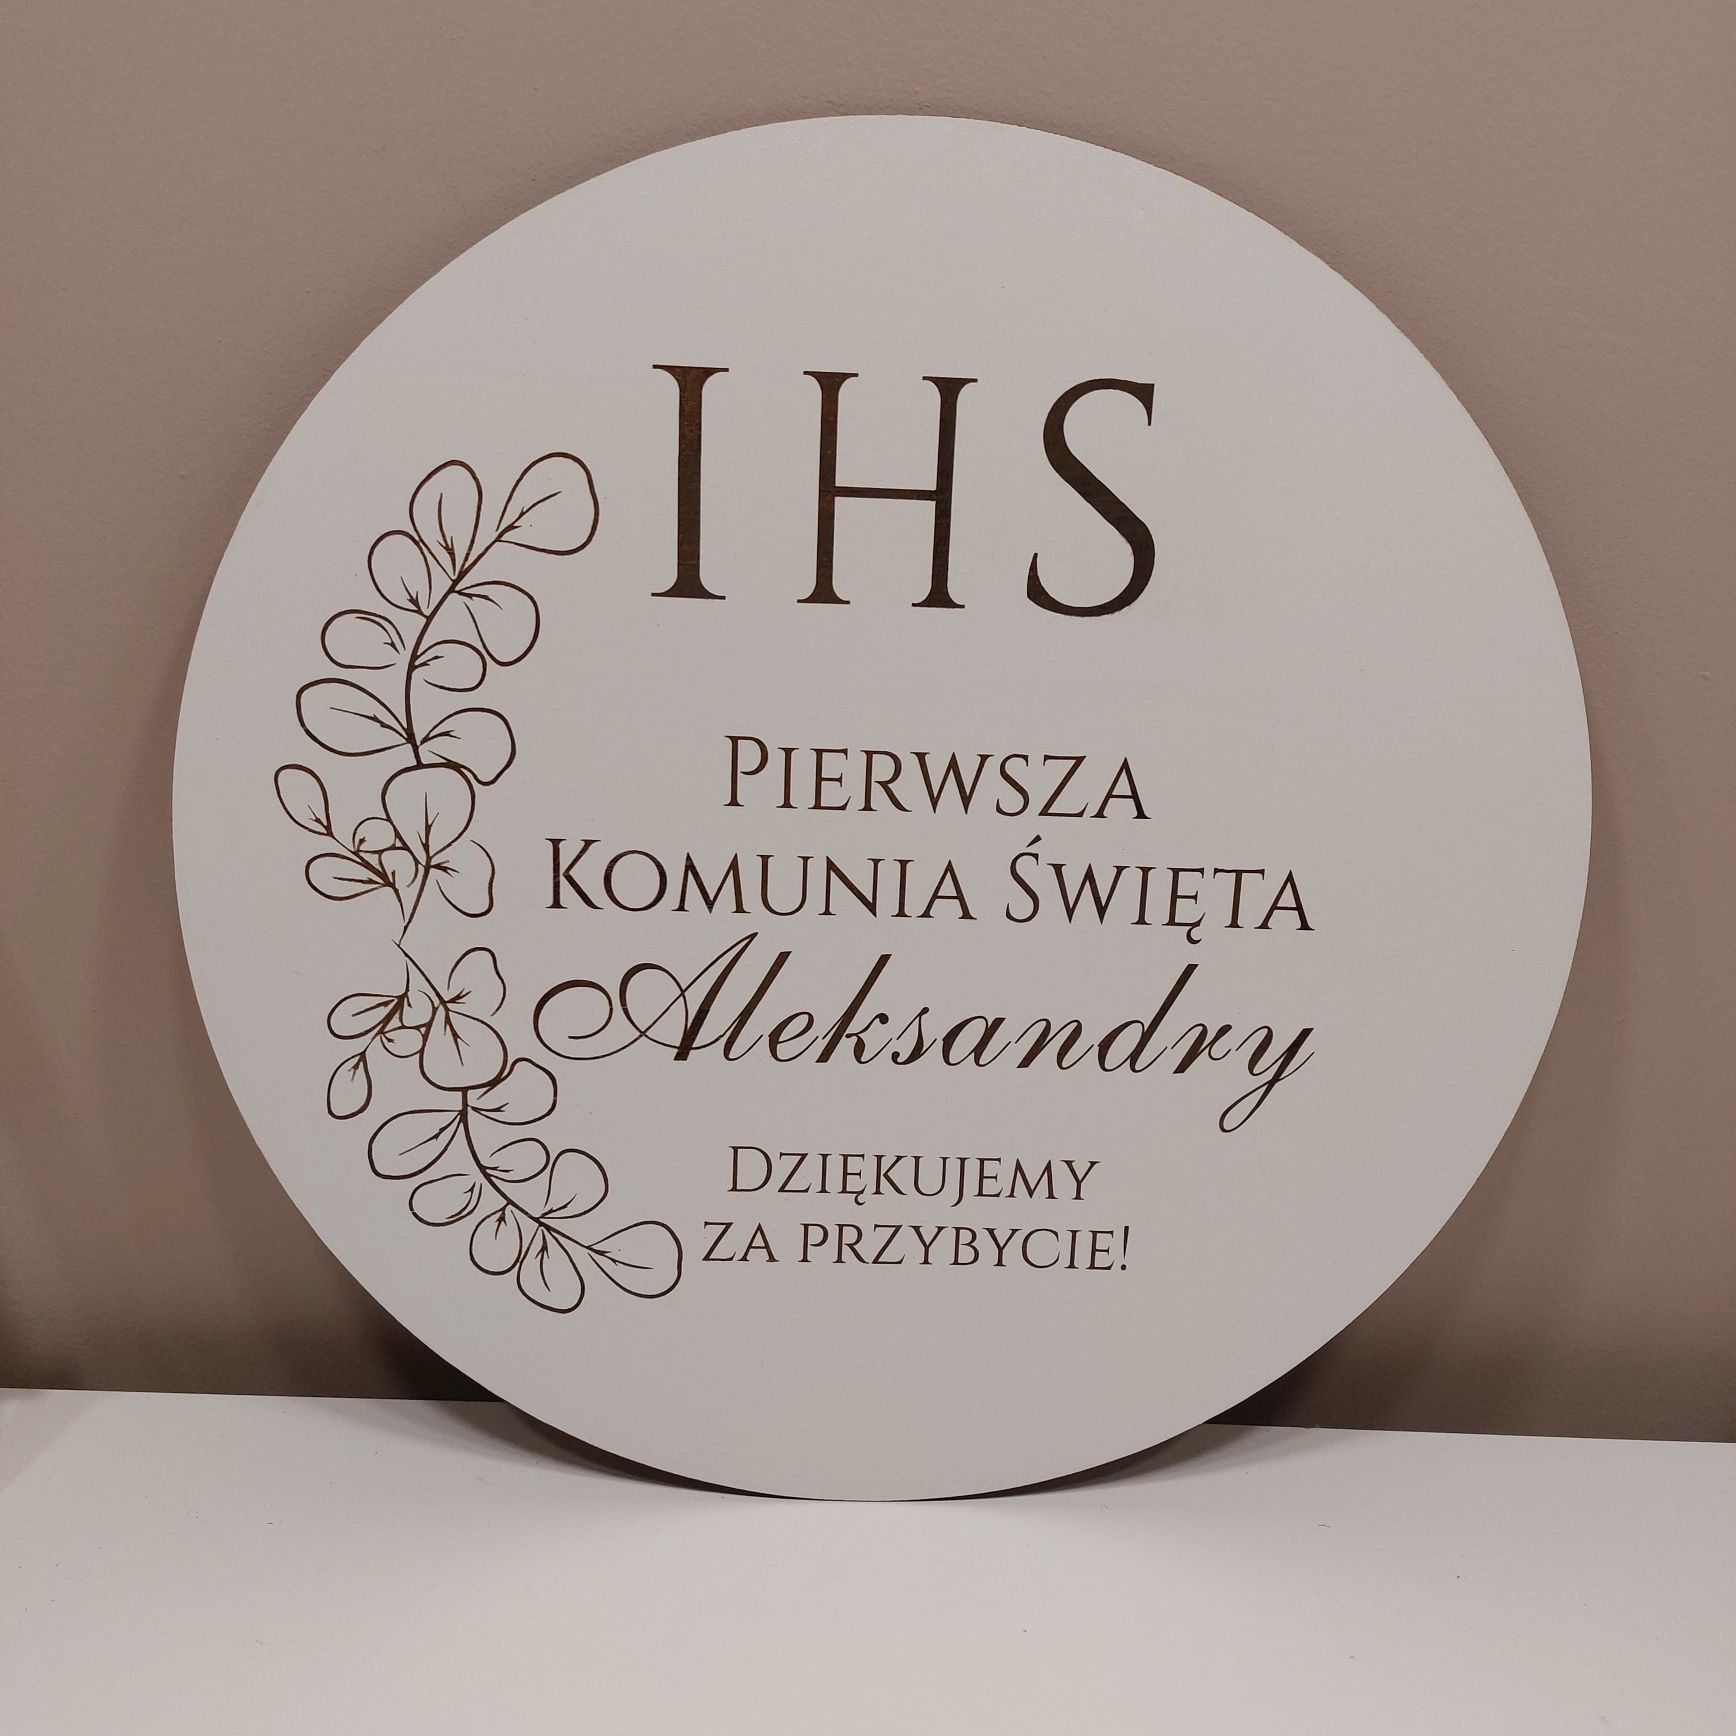 IHS
PIERWSZA
KOMUNIA ŚWIĘTA
Aleksandry
DZIĘKUJEMY
ZA PRZYBYCIE!